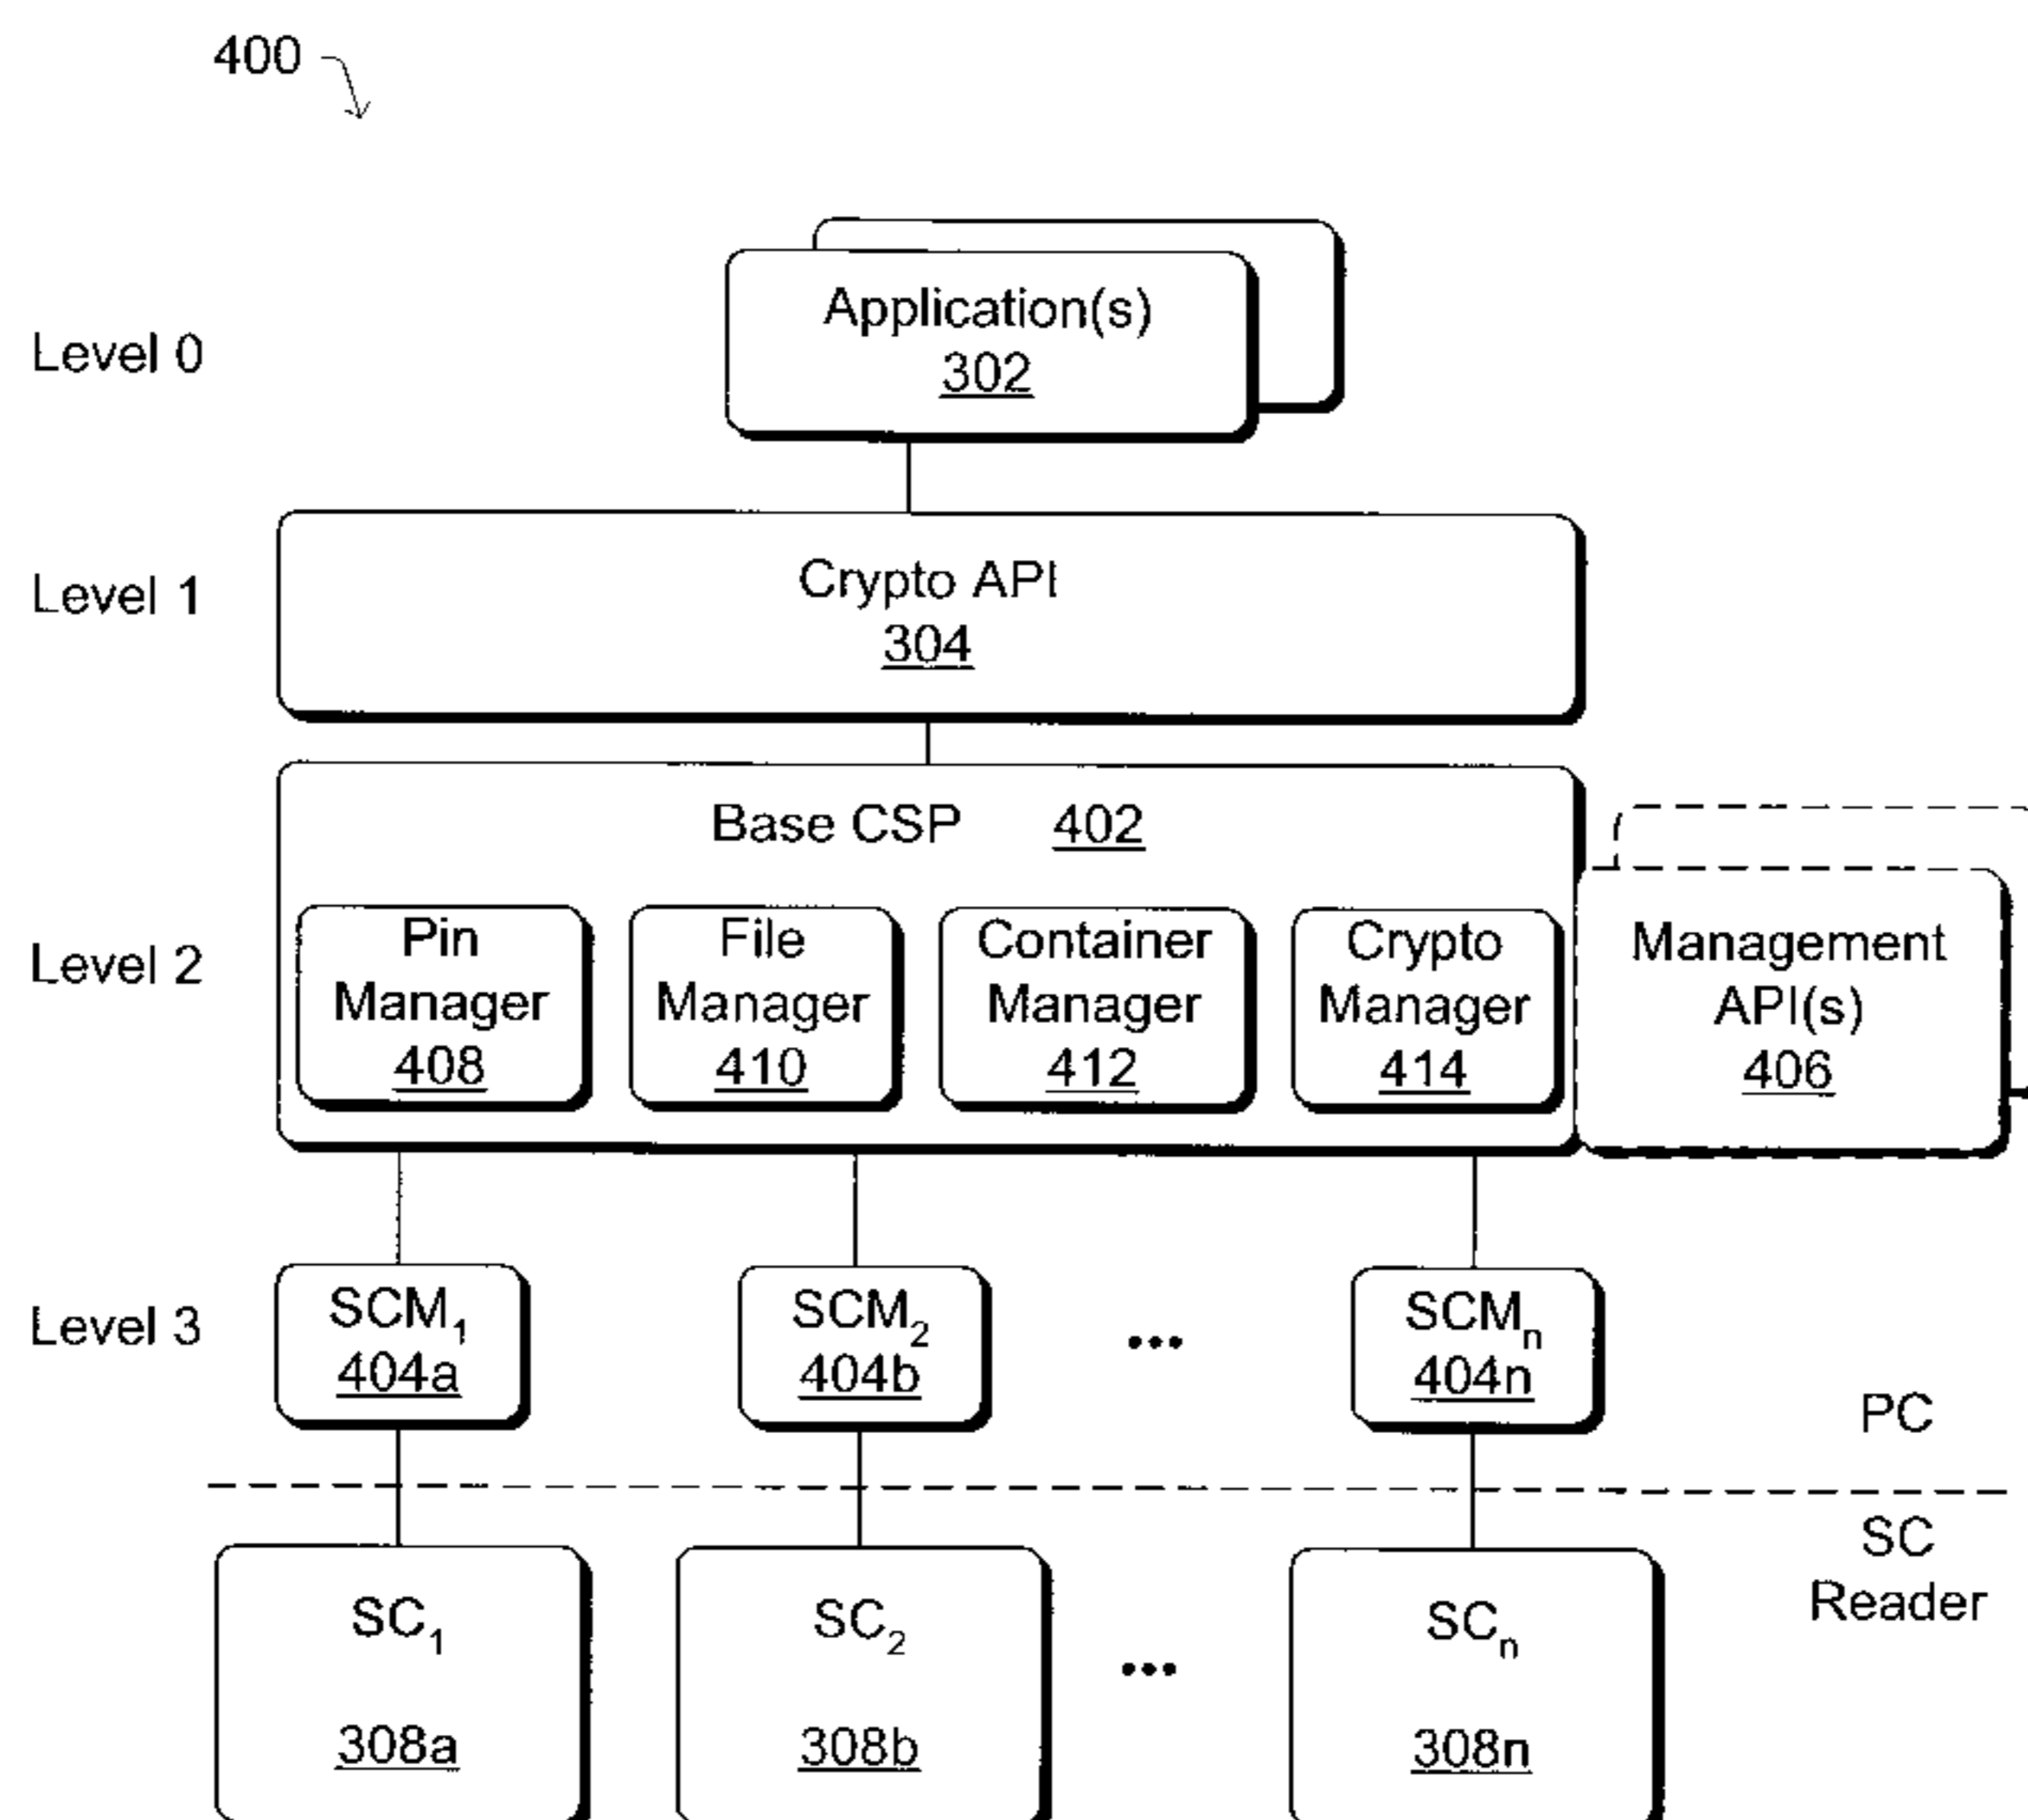 400
Level 0
Application(s)
302
Level 1
Crypto API
304
Base CSP 402
Level 2
Pin
Manager
408
File
Manager
410
Container
Manager
412
Crypto
Manager
414
Management
API(s)
406
Level 3
SCM1
404a
SCM2
404b
...
SCMn
404n
PC
SC
Reader
SC1
308a
SC2
308b
...
SCn
308n